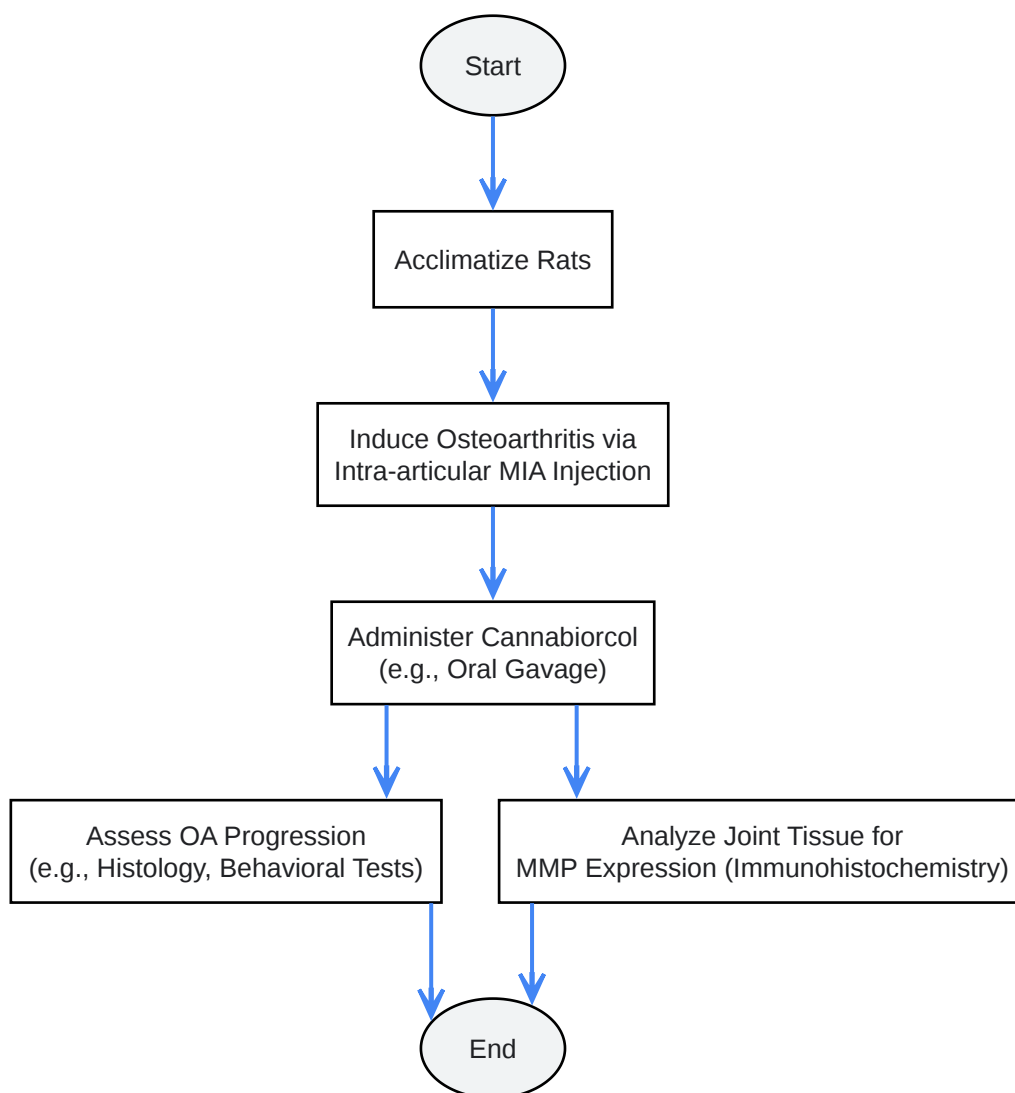 Start
Acclimatize Rats
Induce Osteoarthritis via
Intra-articular MIA Injection
Administer Cannabiorcol
(e.g., Oral Gavage)
Assess OA Progression
(e.g., Histology, Behavioral Tests)
Analyze Joint Tissue for
MMP Expression (Immunohistochemistry)
End